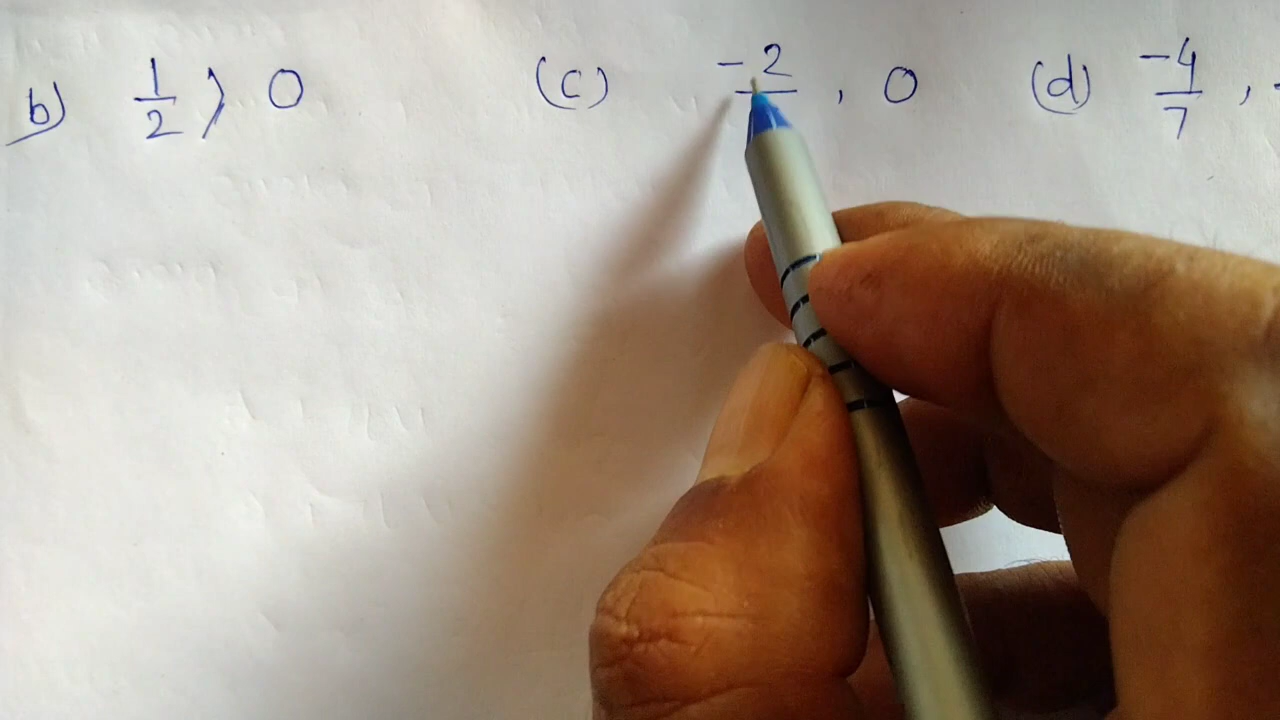 b) 1/2 > 0 (c) -2/ , 0 (d) -4/7 ,